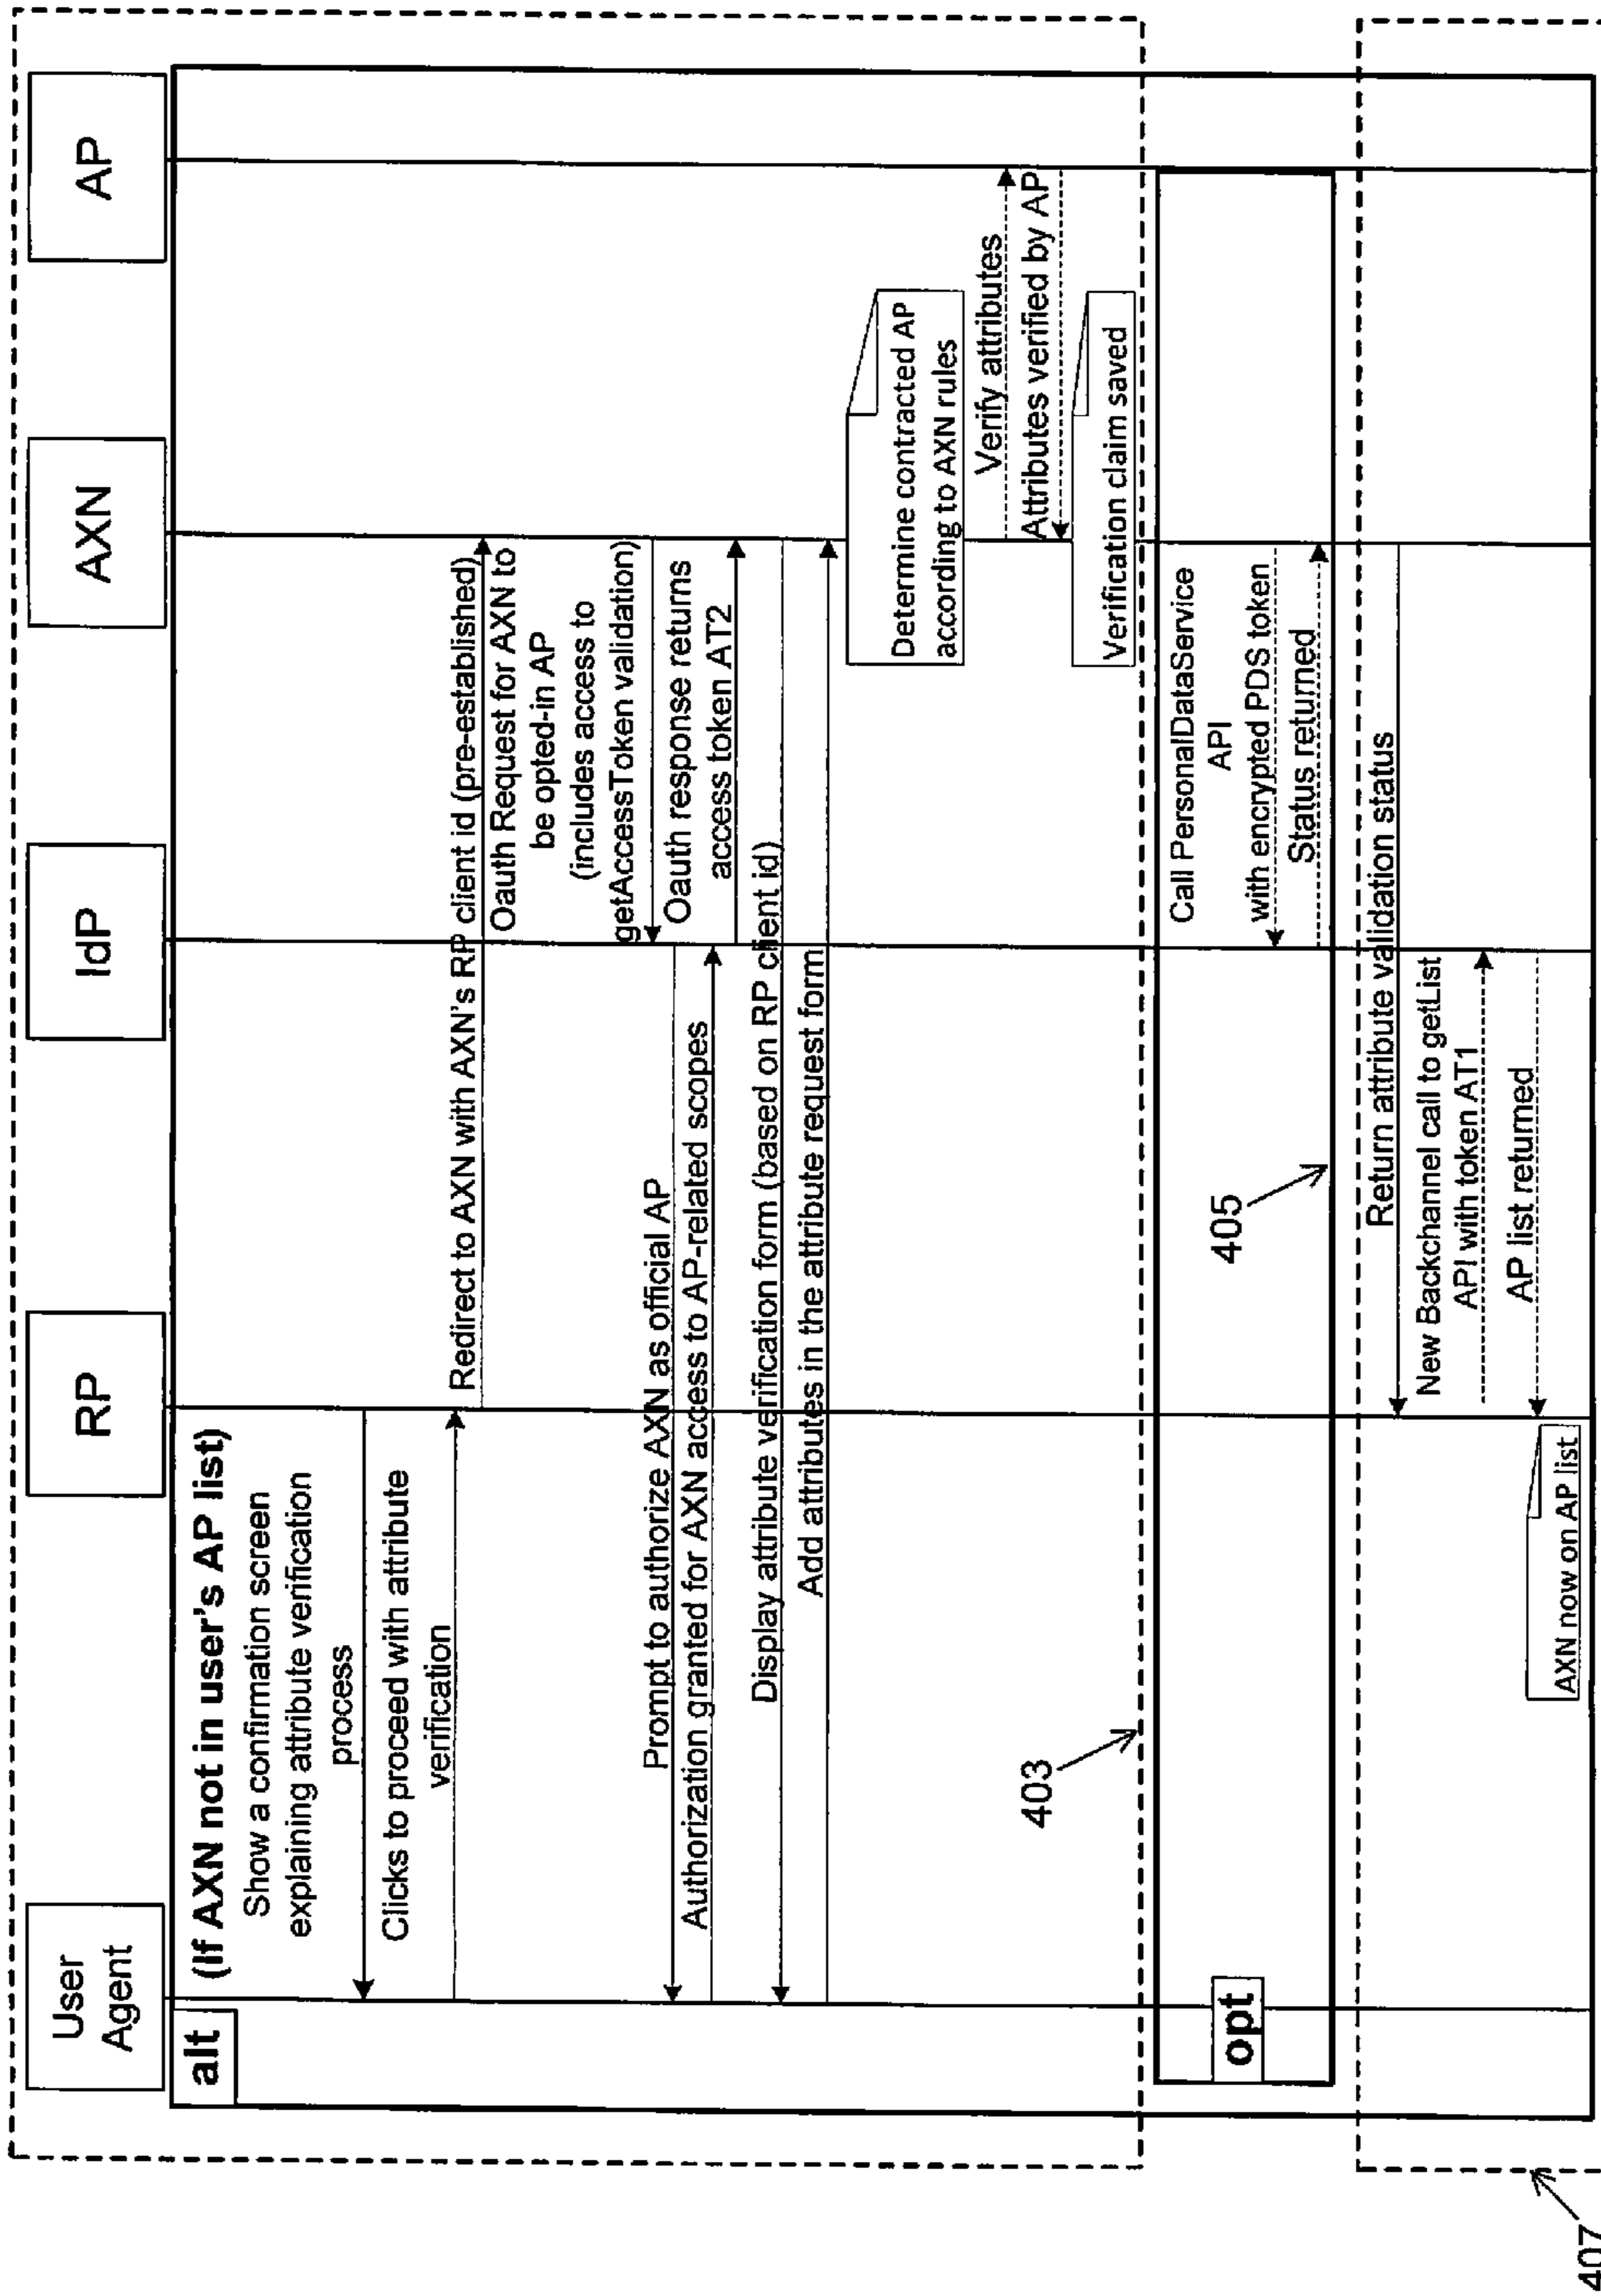 User
Agent
RP
IdP
AXN
AP
alt
(If AXN not in user's AP list)
Show a confirmation screen
explaining attribute verification
process
Clicks to proceed with attribute
verification
Redirect to AXN with AXN's RP client id (pre-established)
Oauth Request for AXN to
be opted-in AP
(includes access to
getAccessToken validation)
Prompt to authorize AXN as official AP
Oauth response returns
access token AT2
Authorization granted for AXN access to AP-related scopes
Display attribute verification form (based on RP client id)
Add attributes in the attribute request form
Determine contracted AP
according to AXN rules
Verify attributes
Attributes verified by AP
Verification claim saved
403
opt
Call PersonalDataService
API
with encrypted PDS token
Status returned
405
Return attribute validation status
New Backchannel call to getList
API with token AT1
AP list returned
AXN now on AP list
407